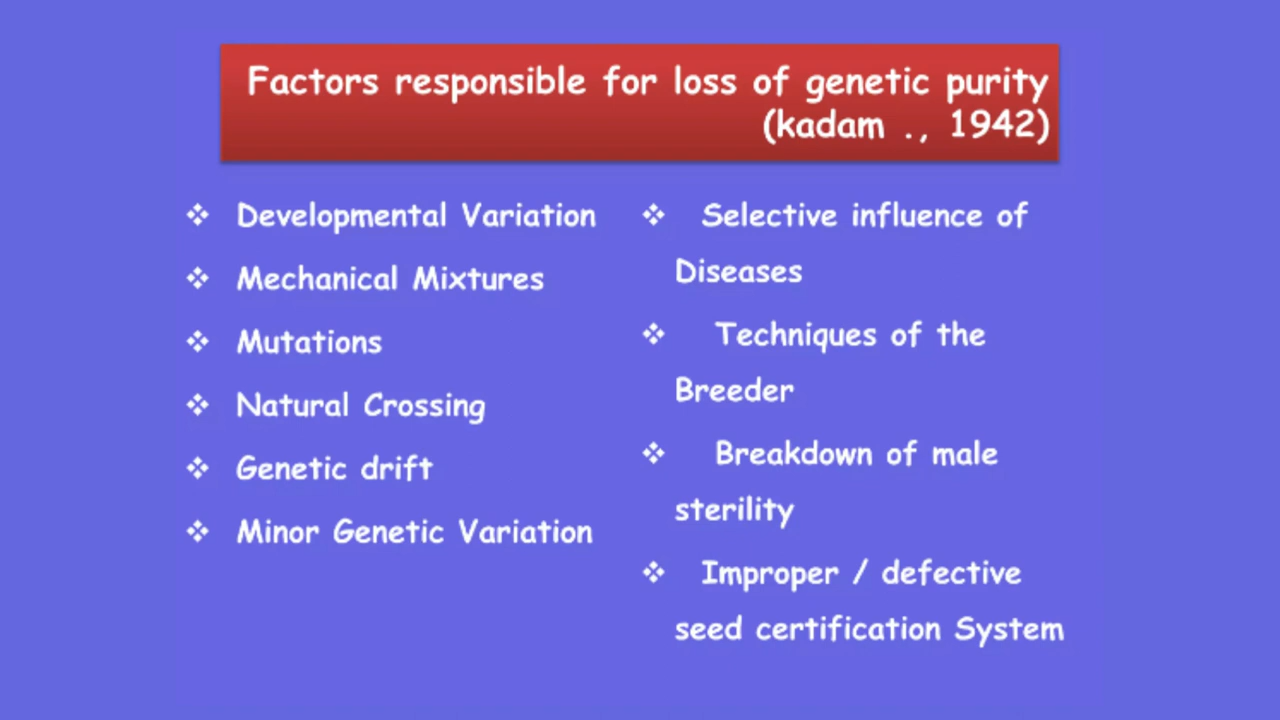 Factors responsible for loss of genetic purity
(kadam ., 1942)
❖ Developmental Variation
❖ Mechanical Mixtures
❖ Mutations
❖ Natural Crossing
❖ Genetic drift
❖ Minor Genetic Variation
❖ Selective influence of
Diseases
❖ Techniques of the
Breeder
❖ Breakdown of male
sterility
❖ Improper / defective
seed certification System